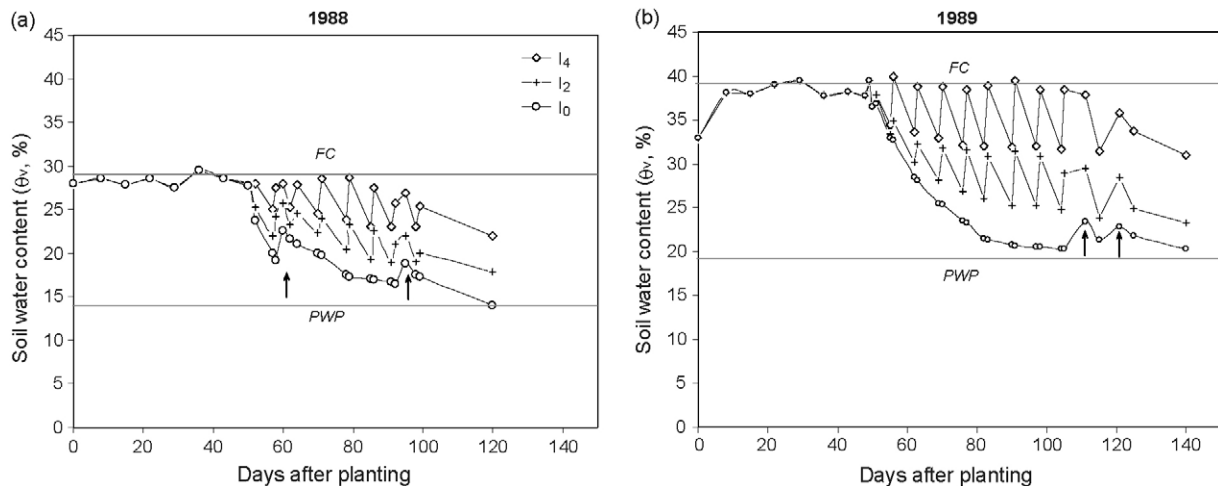 (a)
1988
45
40
35
30
25
20
15
10
5
0
Soil water content (θv, %)
FC
PWP
I4
I2
I0
0 20 40 60 80 100 120 140
Days after planting
(b)
1989
45
40
35
30
25
20
15
10
5
0
Soil water content (θv, %)
FC
PWP
0 20 40 60 80 100 120 140
Days after planting